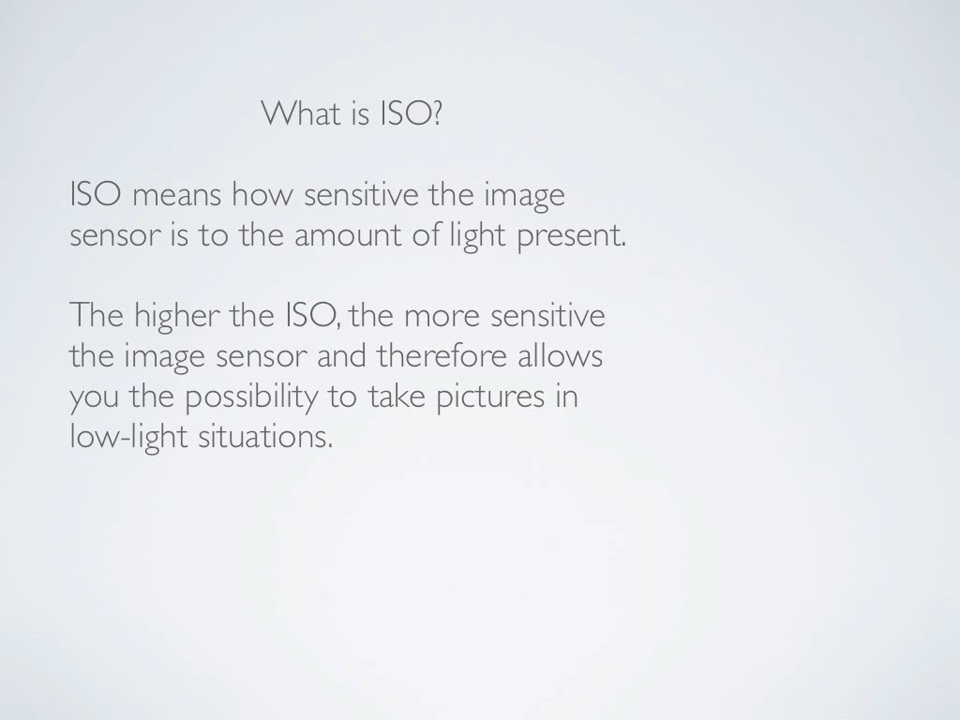 What is ISO?
ISO means how sensitive the image
sensor is to the amount of light present.
The higher the ISO, the more sensitive
the image sensor and therefore allows
you the possibility to take pictures in
low-light situations.